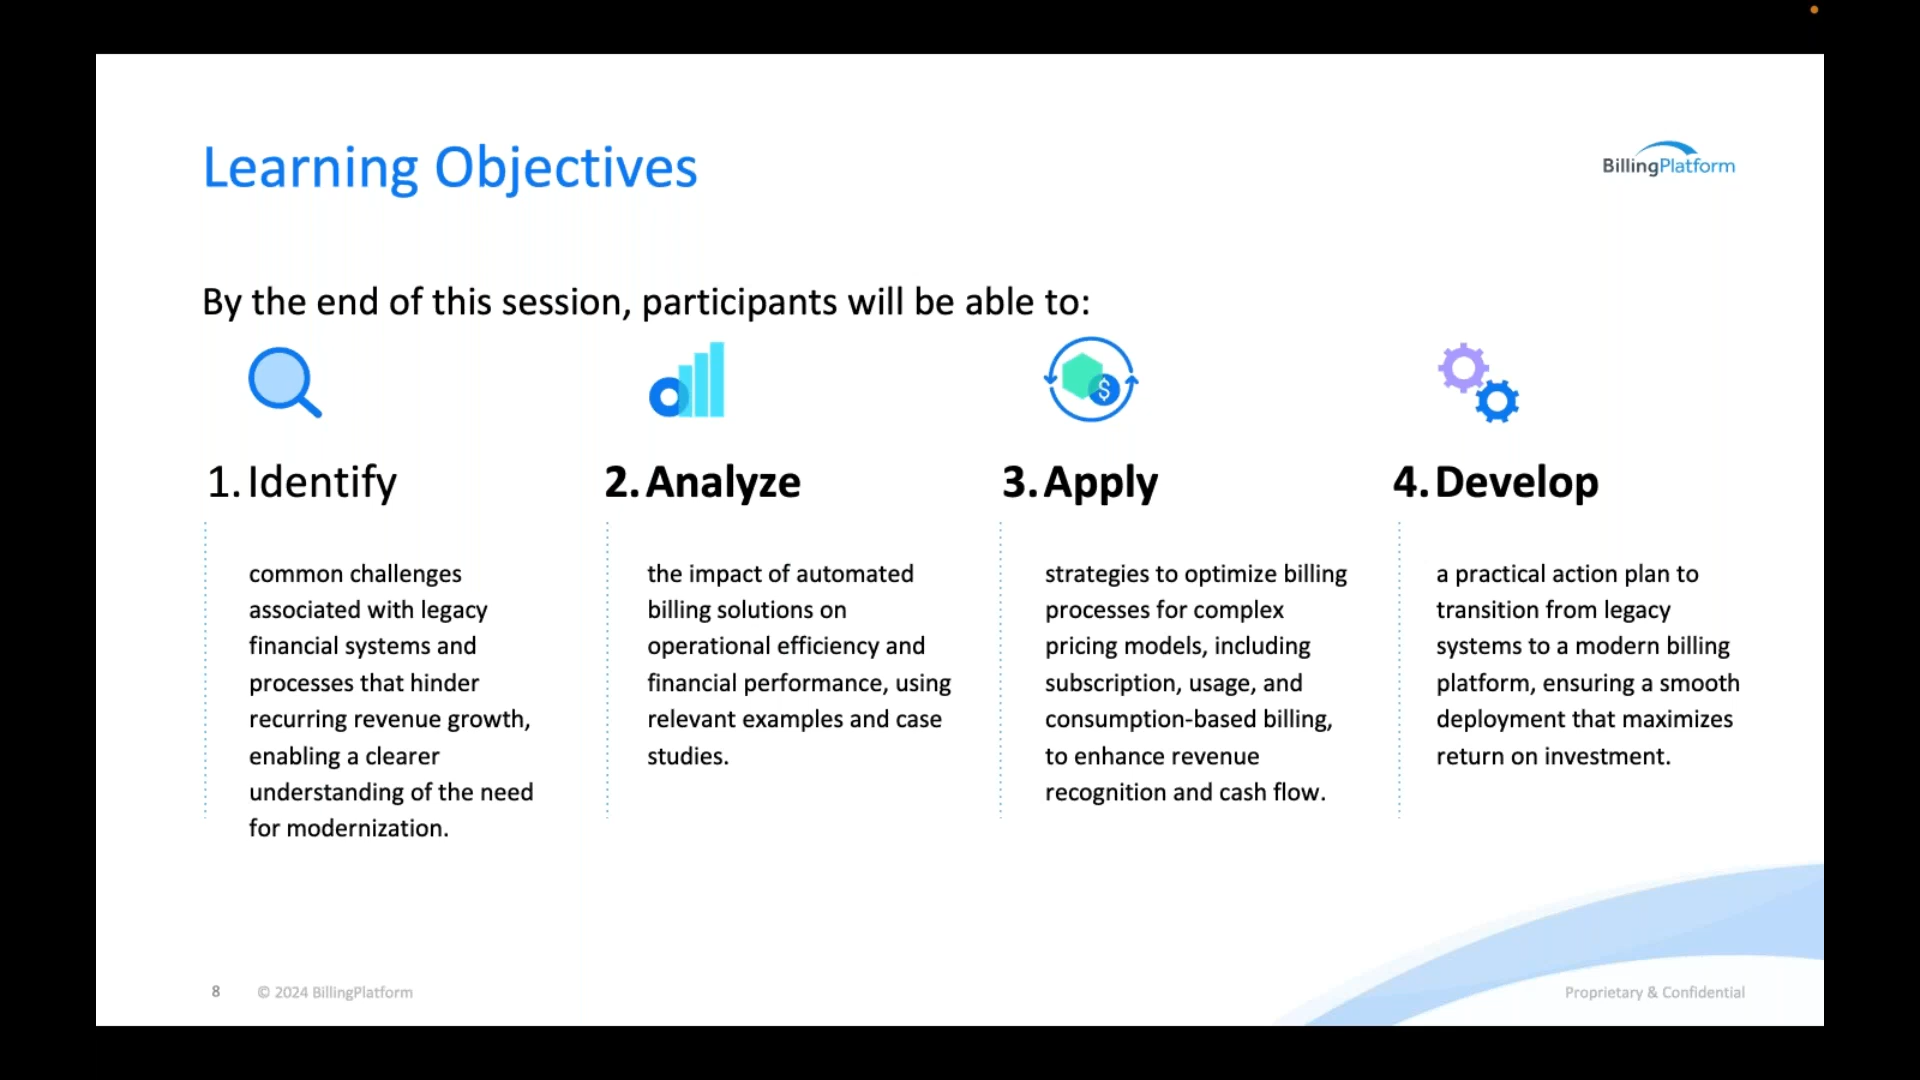 Learning Objectives
BillingPlatform
By the end of this session, participants will be able to:
$
1. Identify
common challenges
associated with legacy
financial systems and
processes that hinder
recurring revenue growth,
enabling a clearer
understanding of the need
for modernization.
2. Analyze
the impact of automated
billing solutions on
operational efficiency and
financial performance, using
relevant examples and case
studies.
3. Apply
strategies to optimize billing
processes for complex
pricing models, including
subscription, usage, and
consumption-based billing,
to enhance revenue
recognition and cash flow.
4. Develop
a practical action plan to
transition from legacy
systems to a modern billing
platform, ensuring a smooth
deployment that maximizes
return on investment.
8 © 2024 BillingPlatform
Proprietary & Confidential